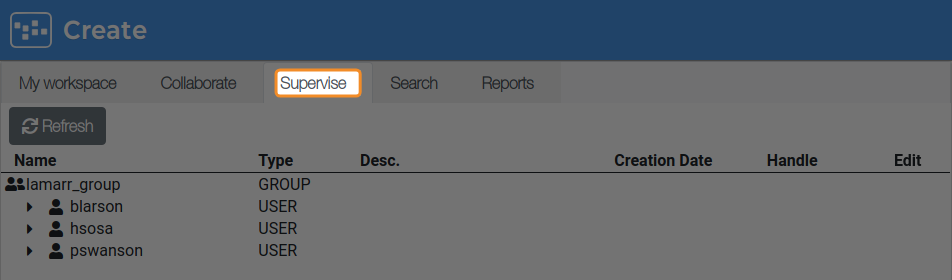 Create
My workspace Collaborate Supervise Search Reports
Refresh
Name Type Desc. Creation Date Handle Edit
lamarr_group GROUP
blarson USER
hsosa USER
pswanson USER